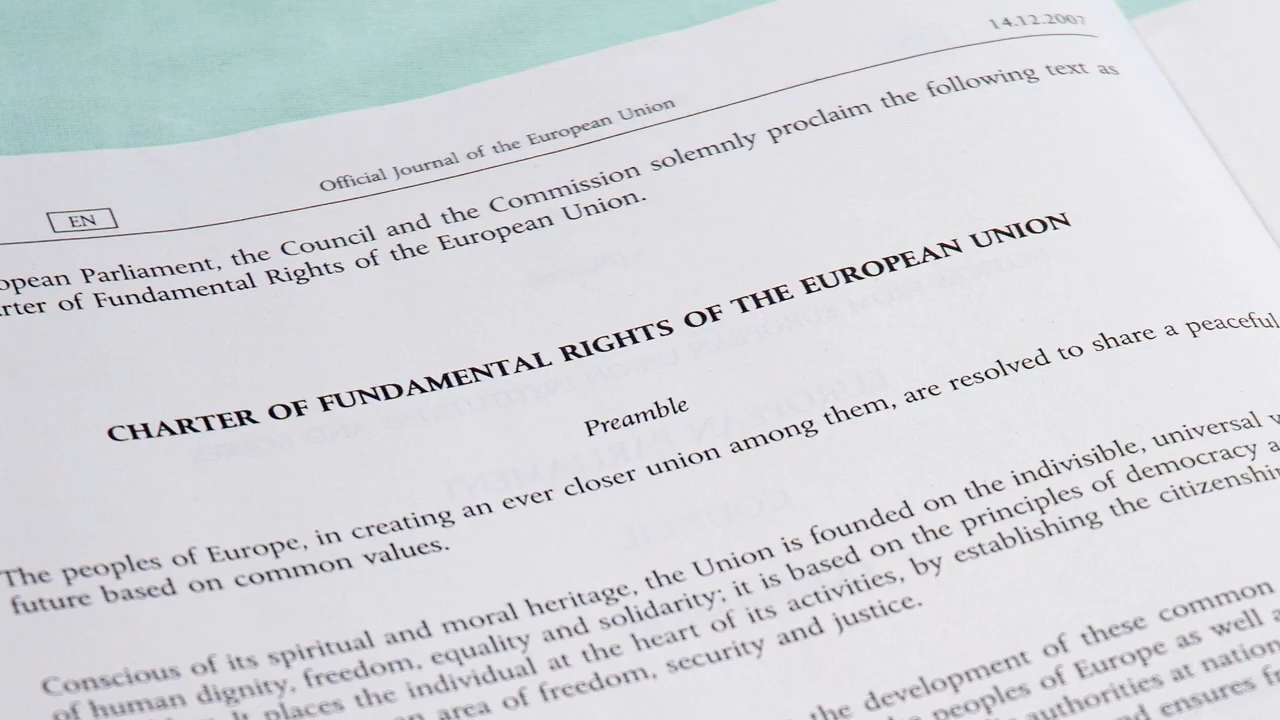 14.12.2007
Official Journal of the European Union
EN
opean Parliament, the Council and the Commission solemnly proclaim the following text as
rter of Fundamental Rights of the European Union.
CHARTER OF FUNDAMENTAL RIGHTS OF THE EUROPEAN UNION
Preamble
The peoples of Europe, in creating an ever closer union among them, are resolved to share a peaceful
future based on common values.
Conscious of its spiritual and moral heritage, the Union is founded on the indivisible, universal v
of human dignity, freedom, equality and solidarity; it is based on the principles of democracy a
It places the individual at the heart of its activities, by establishing the citizenshi
an area of freedom, security and justice.
the development of these common
peoples of Europe as well a
authorities at nation
ensures fr